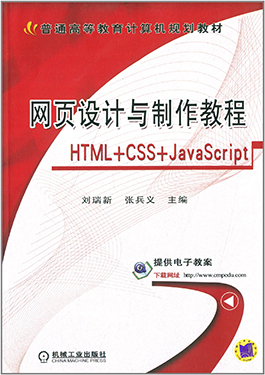 普通高等教育计算机规划教材
网页设计与制作教程
HTML+CSS+JavaScript
刘瑞新 张兵义 主编
提供电子教案
下载网址 http://www.cmpedu.com
机械工业出版社
CHINA MACHINE PRESS